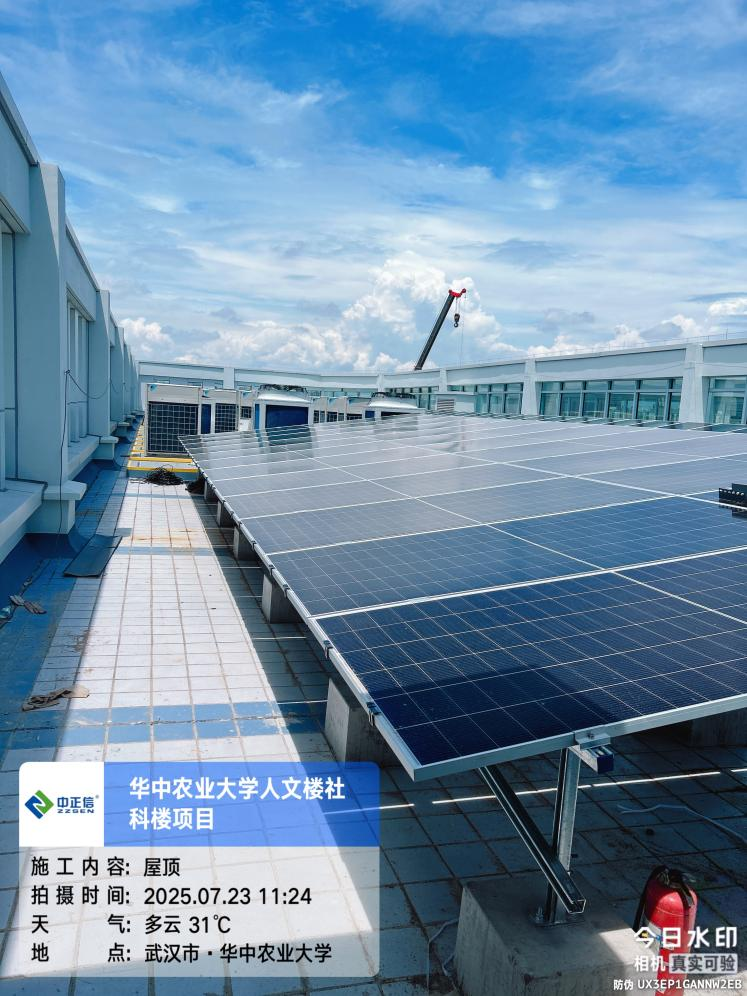 中正信®
ZZSEN
华中农业大学人文楼社
科楼项目
施工内容: 屋顶
拍摄时间: 2025.07.23 11:24
天气: 多云 31℃
地点: 武汉市·华中农业大学
今日水印
相机 真实可验
防伪 UX3EP1GANNW2EB